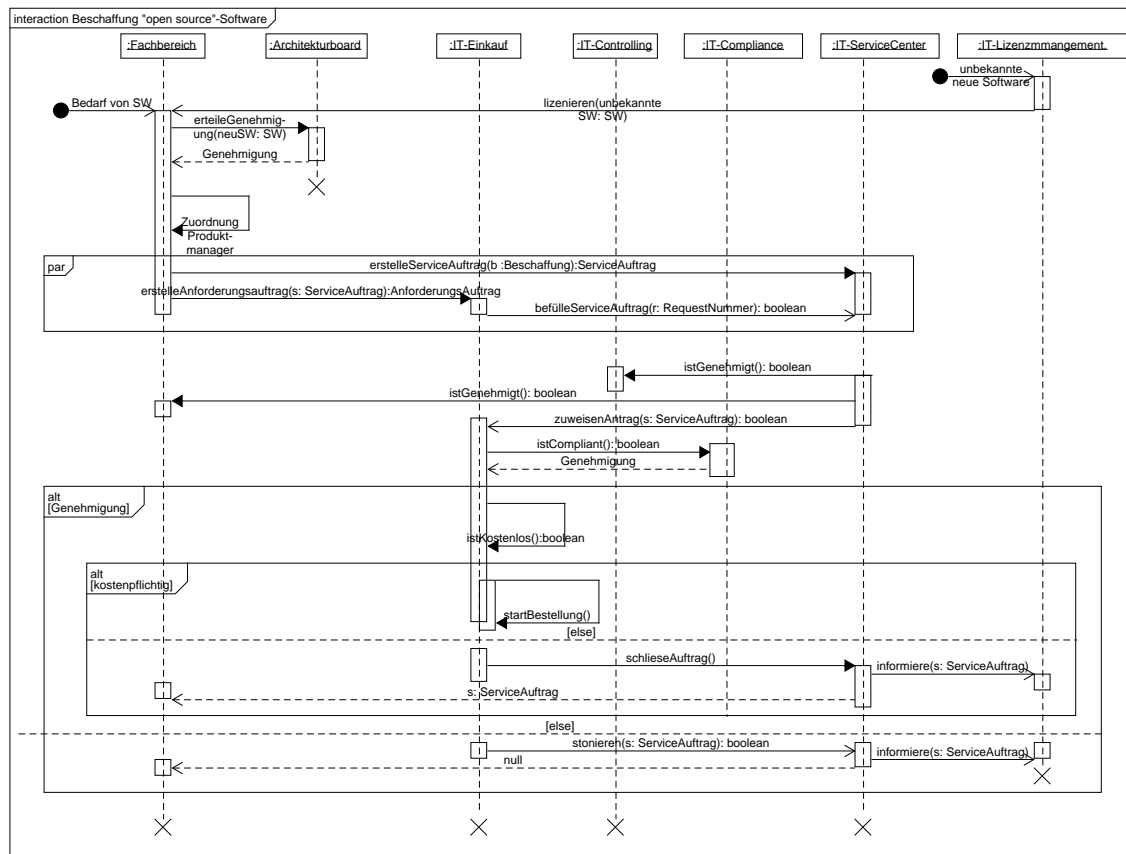 interaction Beschaffung "open source"-Software
:Fachbereich
:Architekturboard
:IT-Einkauf
:IT-Controlling
:IT-Compliance
:IT-ServiceCenter
:IT-Lizenzmmangement.
unbekannte
neue Software
Bedarf von SW
lizenieren(unbekannte
SW: SW)
erteileGenehmig-
ung(neuSW: SW)
Genehmigung
Zuordnung
Produkt-
manager
par
erstelleServiceAuftrag(b :Beschaffung):ServiceAuftrag
erstelleAnforderungsauftrag(s: ServiceAuftrag):AnforderungsAuftrag
befülleServiceAuftrag(r: RequestNummer): boolean
istGenehmigt(): boolean
istGenehmigt(): boolean
zuweisenAntrag(s: ServiceAuftrag): boolean
istCompliant(): boolean
Genehmigung
alt
[Genehmigung]
istKostenlos():boolean
alt
[kostenpflichtig]
startBestellung()
[else]
schlieseAuftrag()
informiere(s: ServiceAuftrag)
s: ServiceAuftrag
[else]
stonieren(s: ServiceAuftrag): boolean
informiere(s: ServiceAuftrag)
null